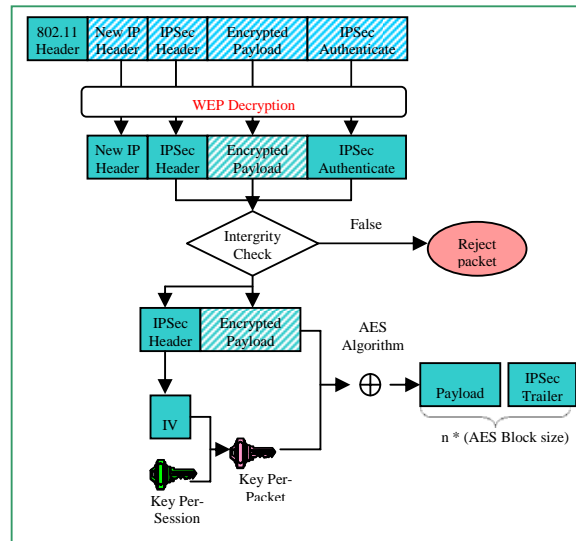 802.11
Header
New IP
Header
IPSec
Header
Encrypted
Payload
IPSec
Authenticate
WEP Decryption
New IP
Header
IPSec
Header
Encrypted
Payload
IPSec
Authenticate
Intergrity
Check
False
Reject
packet
IPSec
Header
Encrypted
Payload
AES
Algorithm
Payload
IPSec
Trailer
n * (AES Block size)
IV
Key Per-
Session
Key Per-
Packet